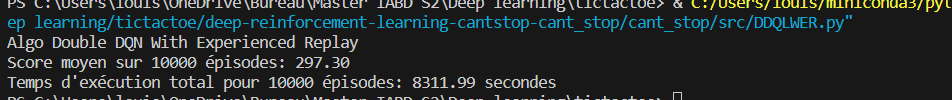 PS C:\Users\louis\OneDrive\Bureau\Master IABD S2\Deep learning\tictactoe> & C:/Users/louis/miniconda3/pyt
ep learning/tictactoe/deep-reinforcement-learning-cantstop-cant_stop/cant_stop/src/DDQLWER.py"
Algo Double DQN With Experienced Replay
Score moyen sur 10000 épisodes: 297.30
Temps d'exécution total pour 10000 épisodes: 8311.99 secondes
PS C:\Users\louis\OneDrive\Bureau\Master IABD S2\Deep learning\tictactoe>